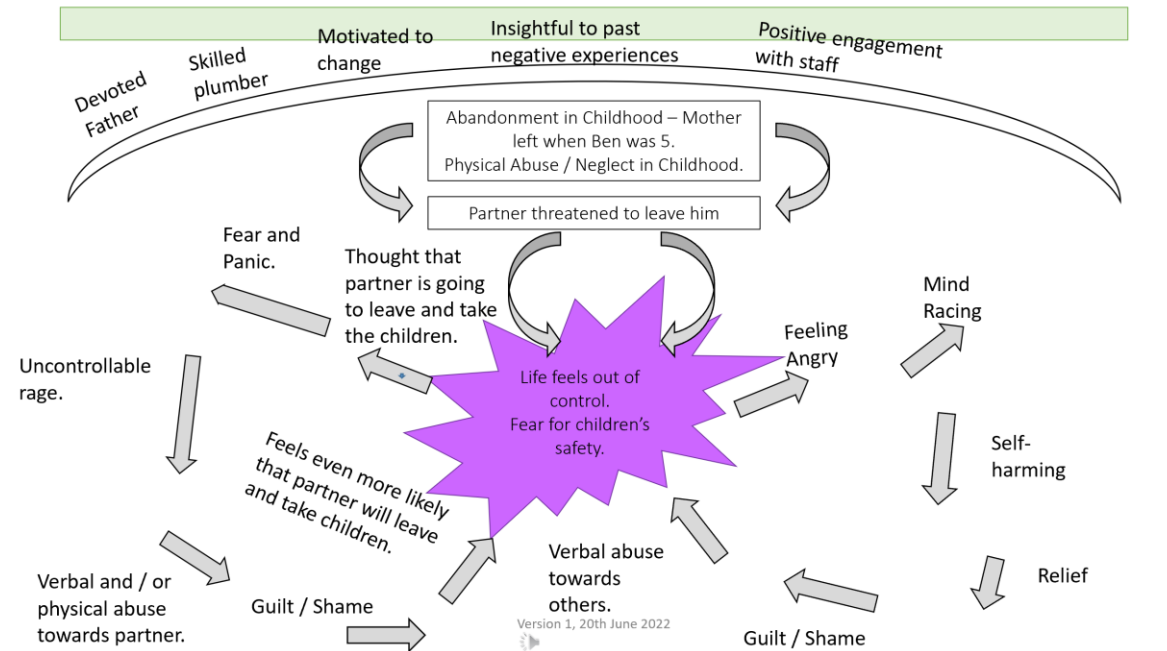 Devoted
Father
Skilled
plumber
Motivated to
change
Insightful to past
negative experiences
Positive engagement
with staff
Abandonment in Childhood – Mother
left when Ben was 5.
Physical Abuse / Neglect in Childhood.
Partner threatened to leave him
Fear and
Panic.
Thought that
partner is going
to leave and take
the children.
Life feels out of
control.
Fear for children’s
safety.
Feeling
Angry
Mind
Racing
Uncontrollable
rage.
Self-
harming
Feels even more likely
that partner will leave
and take children.
Verbal and / or
physical abuse
towards partner.
Guilt / Shame
Verbal abuse
towards
others.
Relief
Guilt / Shame
Version 1, 20th June 2022